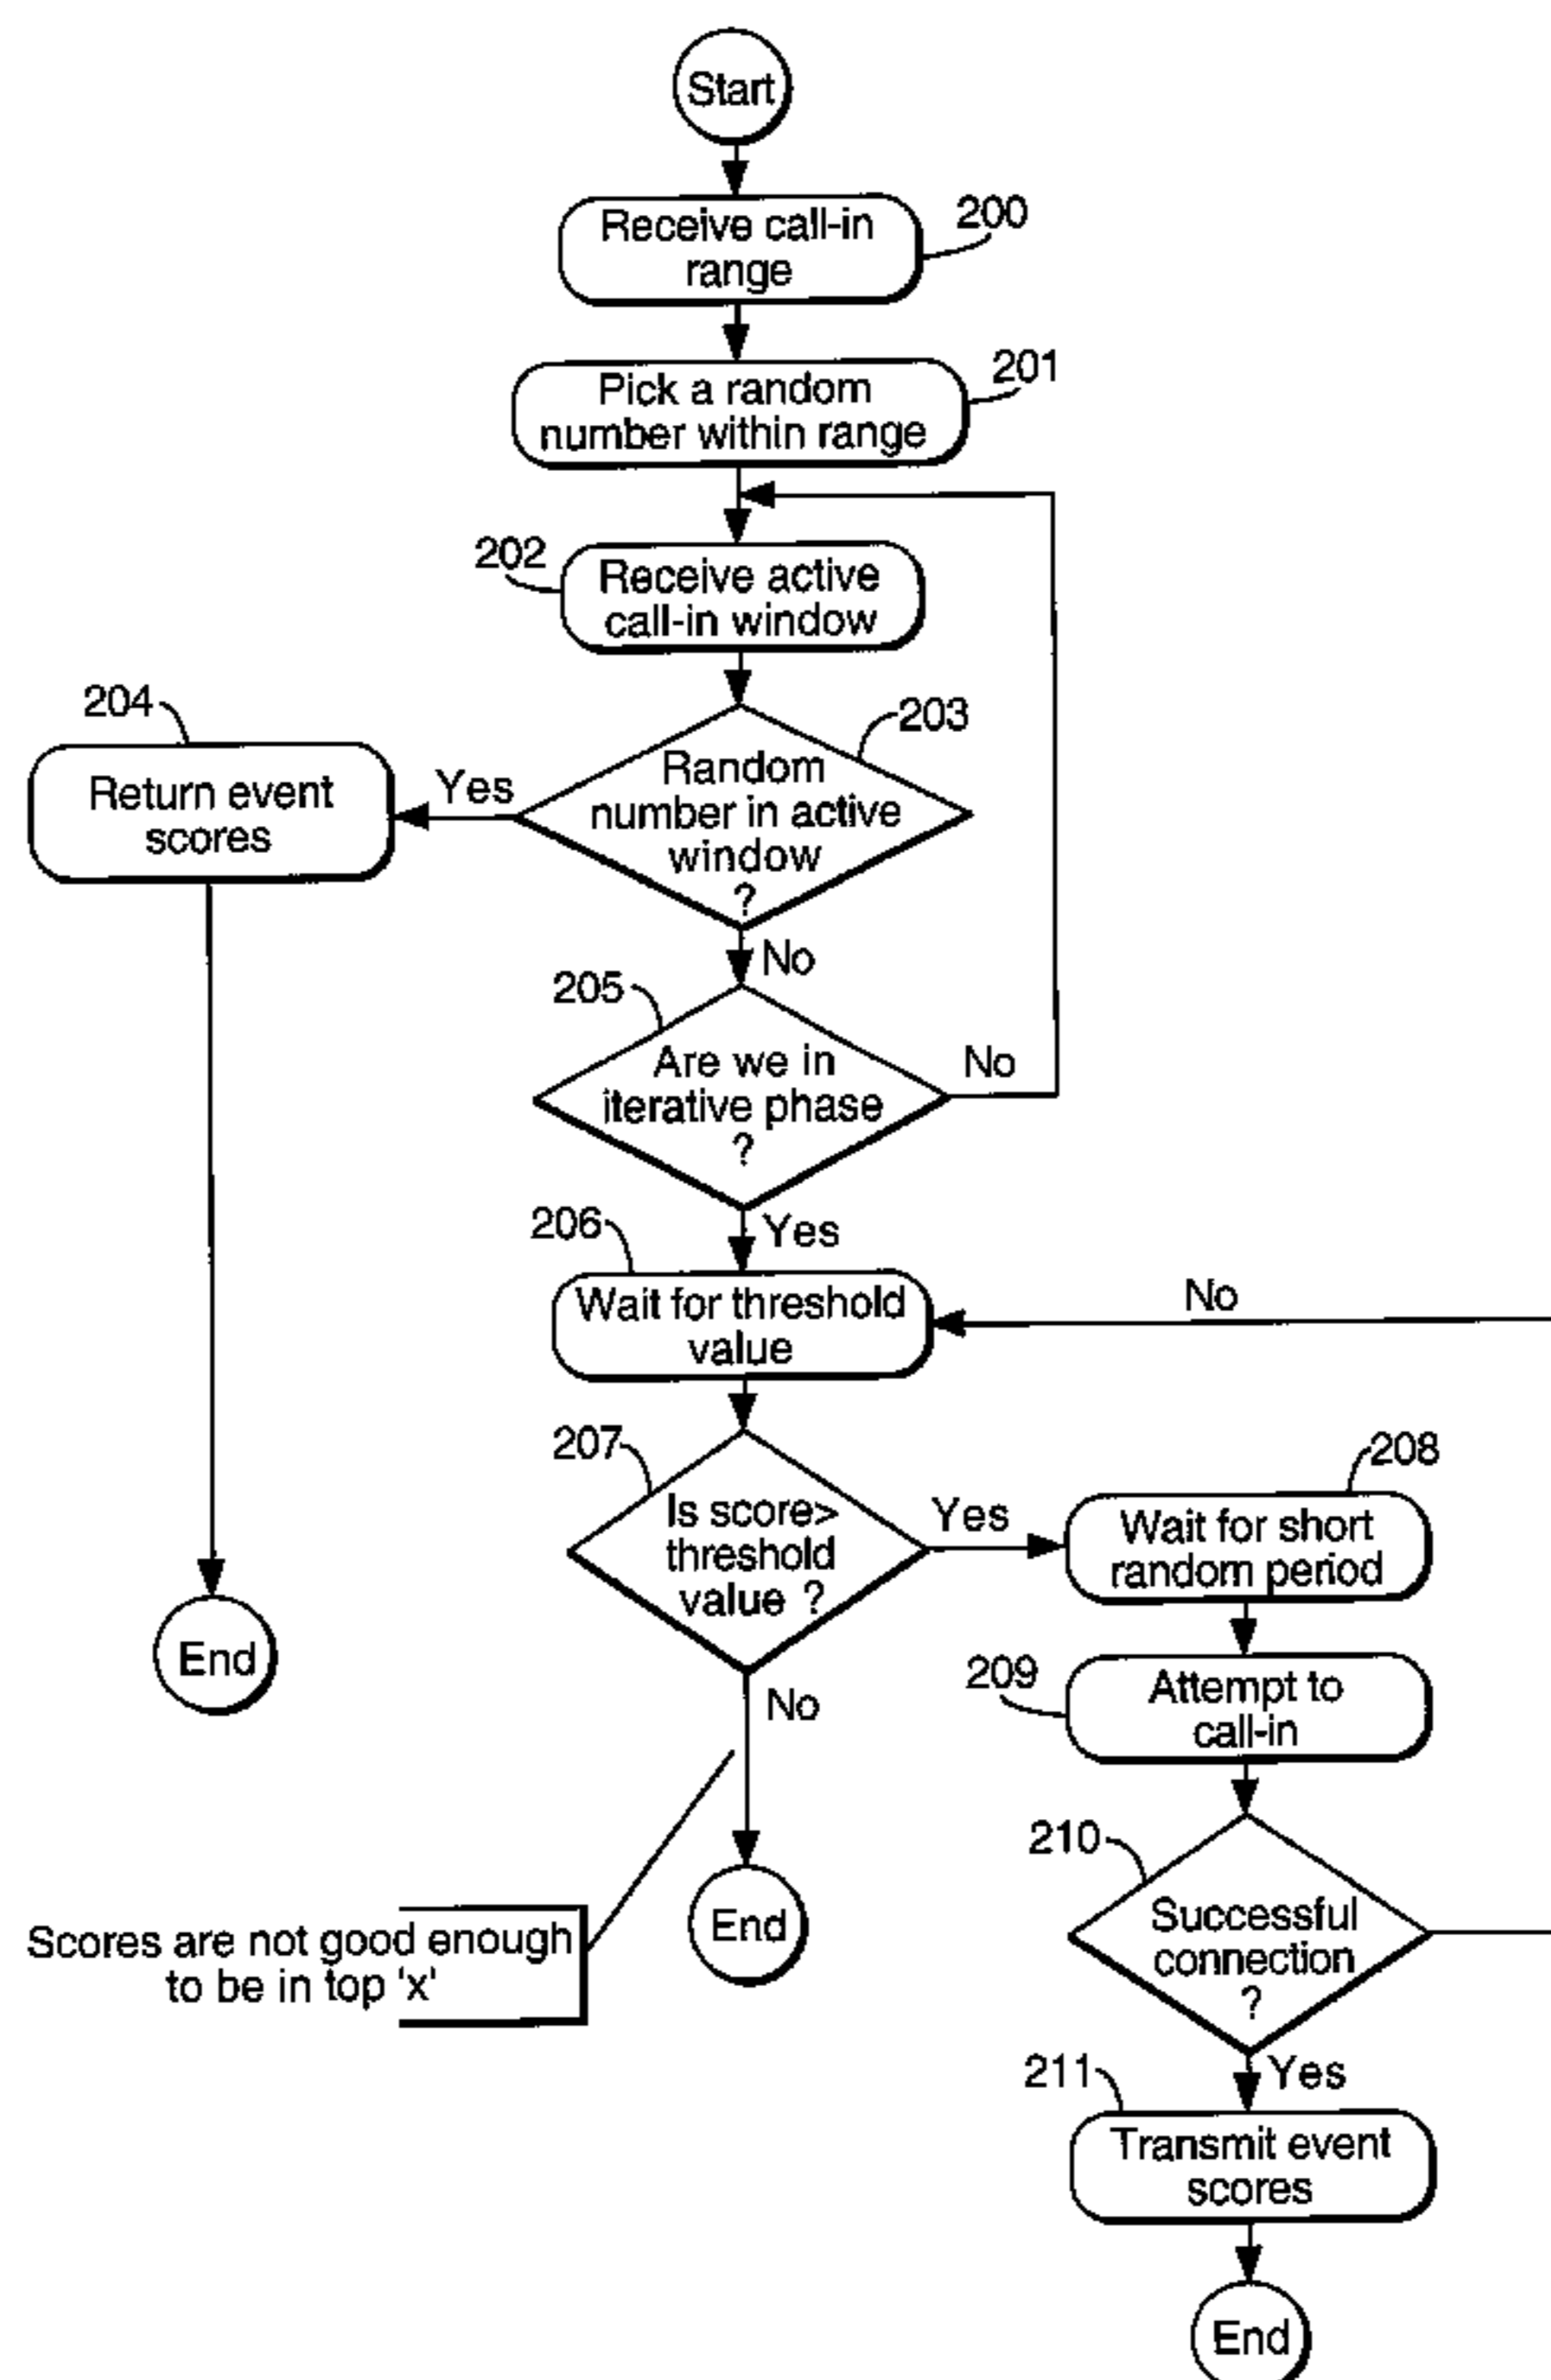 Start
Receive call-in
range
200
Pick a random
number within range
201
202
Receive active
call-in window
204
203
Return event
scores
Yes
Random
number in active
window
?
No
205
Are we in
iterative phase
?
No
Yes
206
Wait for threshold
value
No
207
Is score>
threshold
value ?
Yes
208
Wait for short
random period
End
No
209
Attempt to
call-in
210
Successful
connection
?
End
Scores are not good enough
to be in top 'x'
Yes
211
Transmit event
scores
End